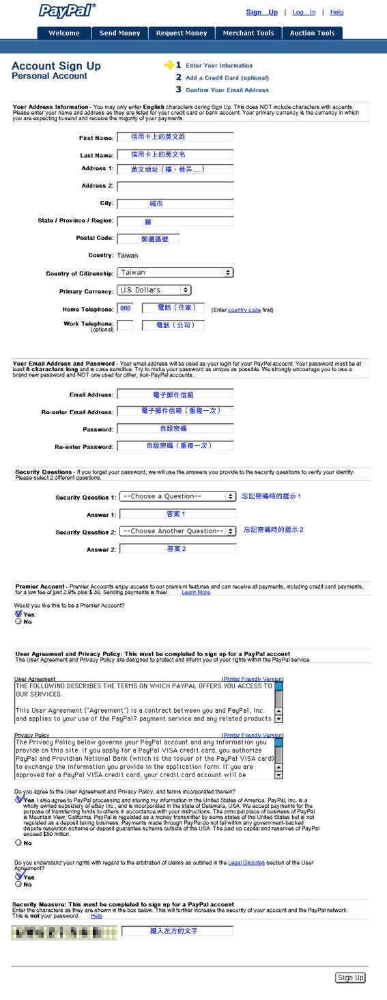 PayPal®
Sign Up | Log In | Help
Welcome Send Money Request Money Merchant Tools Auction Tools
Account Sign Up
Personal Account
1 Enter Your Information
2 Add a Credit Card (optional)
3 Confirm Your Email Address
Your Address Information - You may only enter English characters during Sign Up. This does NOT include characters with accents.
Please enter your name and address as they are listed for your credit card or bank account. Your primary currency is the currency in which
you are expecting to send and receive the majority of your payments.
First Name: 信用卡上的英文姓
Last Name: 信用卡上的英文名
Address 1: 英文地址（樓、巷弄...）
Address 2:
City: 城市
State / Province / Region: 縣
Postal Code: 郵遞區號
Country: Taiwan
Country of Citizenship: Taiwan
Primary Currency: U.S. Dollars
Home Telephone: 886 電話（住家） (Enter country code first)
Work Telephone: 電話（公司）
(optional)
Your Email Address and Password - Your email address will be used as your login for your PayPal account. Your password must be at
least 8 characters long and is case sensitive. Try to make your password as unique as possible. We strongly encourage you to use a
brand new password and NOT one used for other, non-PayPal accounts.
Email Address: 電子郵件信箱
Re-enter Email Address: 電子郵件信箱（重複一次）
Password: 自設密碼
Re-enter Password: 自設密碼（重複一次）
Security Questions - If you forget your password, we will use the answers you provide to the security questions to verify your identity.
Please select 2 different questions.
Security Question 1: --Choose a Question-- 忘記密碼時的提示 1
Answer 1: 答案 1
Security Question 2: --Choose Another Question-- 忘記密碼時的提示 2
Answer 2: 答案 2
Premier Account - Premier Accounts enjoy access to our premium features and can receive all payments, including credit card payments,
for a low fee of just 2.9% plus $.30. Sending payments is free! Learn More
Would you like this to be a Premier Account?
Yes
No
User Agreement and Privacy Policy: This must be completed to sign up for a PayPal account
The User Agreement and Privacy Policy are designed to protect and inform you of your rights within the PayPal service.
User Agreement (Printer Friendly Version)
THE FOLLOWING DESCRIBES THE TERMS ON WHICH PAYPAL OFFERS YOU ACCESS TO
OUR SERVICES.
This User Agreement ("Agreement") is a contract between you and PayPal, Inc.
and applies to your use of the PayPal? payment service and any related products
Privacy Policy (Printer Friendly Version)
The Privacy Policy below governs your PayPal account and any information you
provide on this site. If you apply for a PayPal VISA credit card, you authorize
PayPal and Providian National Bank (which is the issuer of the PayPal VISA card)
to exchange the information you provide in the application form. If you are
approved for a PayPal VISA credit card, your credit card account will be
Do you agree to the User Agreement and Privacy Policy, and terms incorporated therein?
Yes I also agree to PayPal processing and storing my information in the United States of America. PayPal, Inc. is a
wholly owned subsidiary of eBay Inc., and is incorporated in the state of Delaware, USA. We accept payments for the
purpose of transferring funds to others in accordance with your instructions. The principal place of business of PayPal
is Mountain View, California. PayPal is regulated as a money transmitter by some states of the United States but is not
regulated as a deposit taking business. Payments made through PayPal do not fall within any government-backed
dispute resolution scheme or deposit guarantee scheme outside of the USA. The paid up capital and reserves of PayPal
exceed $50 million.
No
Do you understand your rights with regard to the arbitration of claims as outlined in the Legal Disputes section of the User
Agreement?
Yes
No
Security Measure: This must be completed to sign up for a PayPal account
Enter the characters as they are shown in the box below. This will further increase the security of your account and the PayPal network.
This is not your password. Help
鍵入左方的文字
Sign Up